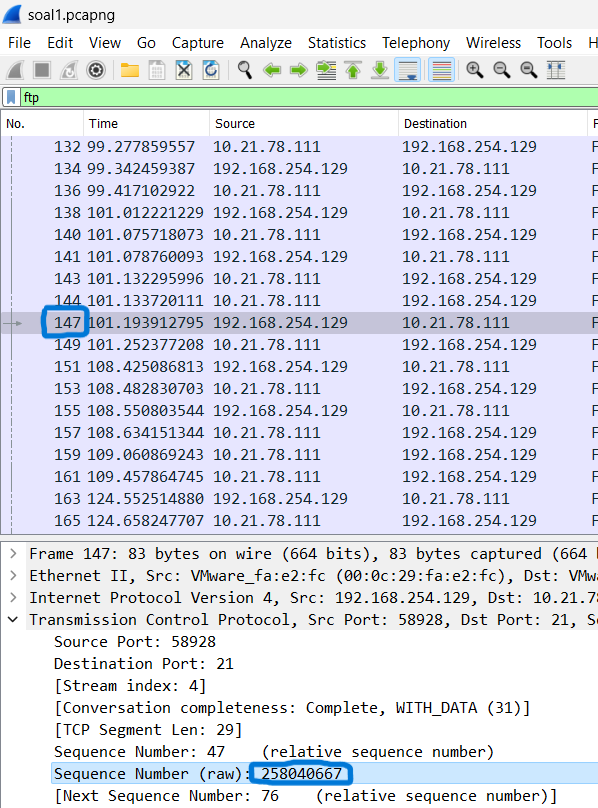 soal1.pcapng
File Edit View Go Capture Analyze Statistics Telephony Wireless Tools H
ftp
No. Time Source Destination F
132 99.277859557 10.21.78.111 192.168.254.129 F
134 99.342459387 192.168.254.129 10.21.78.111 F
136 99.417102922 10.21.78.111 192.168.254.129 F
138 101.012221229 192.168.254.129 10.21.78.111 F
140 101.075718073 10.21.78.111 192.168.254.129 F
141 101.078760093 192.168.254.129 10.21.78.111 F
143 101.132295996 10.21.78.111 192.168.254.129 F
144 101.133720111 10.21.78.111 192.168.254.129 F
147 101.193912795 192.168.254.129 10.21.78.111 F
149 101.252377208 10.21.78.111 192.168.254.129 F
151 108.425086813 192.168.254.129 10.21.78.111 F
153 108.482830703 10.21.78.111 192.168.254.129 F
155 108.550803544 192.168.254.129 10.21.78.111 F
157 108.634151344 10.21.78.111 192.168.254.129 F
159 109.060869243 10.21.78.111 192.168.254.129 F
161 109.457864745 10.21.78.111 192.168.254.129 F
163 124.552514880 192.168.254.129 10.21.78.111 F
165 124.658247707 10.21.78.111 192.168.254.129 F
Frame 147: 83 bytes on wire (664 bits), 83 bytes captured (664 b
Ethernet II, Src: VMware_fa:e2:fc (00:0c:29:fa:e2:fc), Dst: VMwa
Internet Protocol Version 4, Src: 192.168.254.129, Dst: 10.21.78
Transmission Control Protocol, Src Port: 58928, Dst Port: 21, Se
Source Port: 58928
Destination Port: 21
[Stream index: 4]
[Conversation completeness: Complete, WITH_DATA (31)]
[TCP Segment Len: 29]
Sequence Number: 47 (relative sequence number)
Sequence Number (raw): 258040667
[Next Sequence Number: 76 (relative sequence number)]